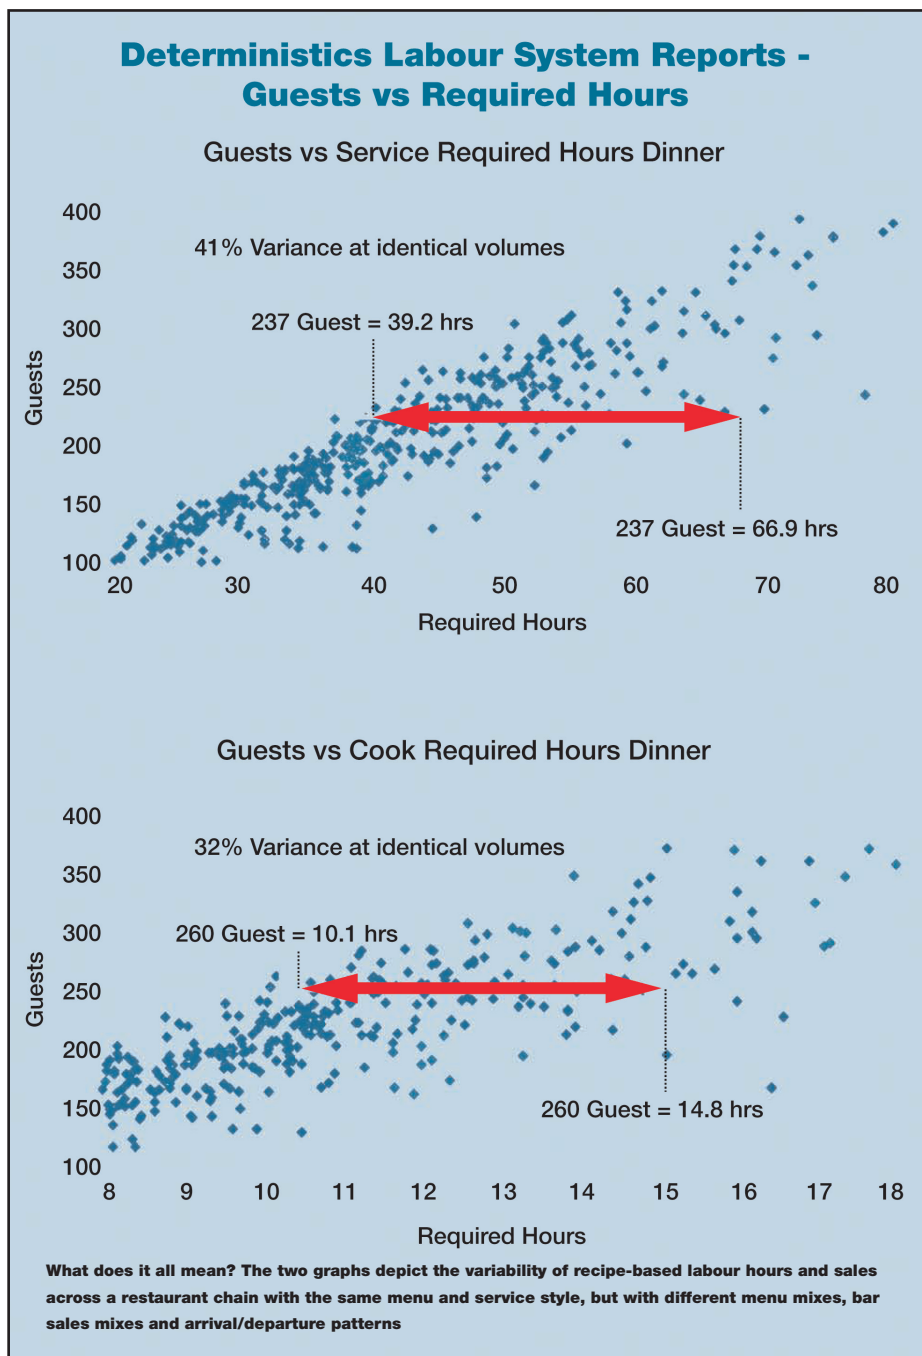 Deterministics Labour System Reports -
Guests vs Required Hours
Guests vs Service Required Hours Dinner
400
41% Variance at identical volumes
350
237 Guest = 39.2 hrs
300
250
Guests
200
150
237 Guest = 66.9 hrs
100
20 30 40 50 60 70 80
Required Hours
Guests vs Cook Required Hours Dinner
400
32% Variance at identical volumes
350
260 Guest = 10.1 hrs
300
250
Guests
200
150
260 Guest = 14.8 hrs
100
8 9 10 11 12 13 14 15 16 17 18
Required Hours
What does it all mean? The two graphs depict the variability of recipe-based labour hours and sales
across a restaurant chain with the same menu and service style, but with different menu mixes, bar
sales mixes and arrival/departure patterns